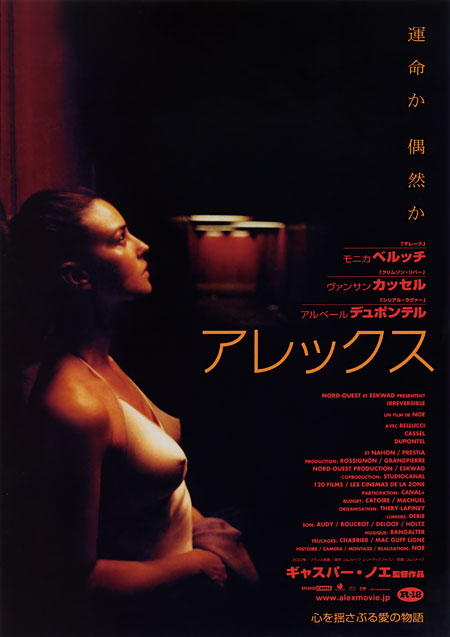 運命か 偶然か
『マレーナ』
モニカ ベルッチ
『クリムゾン・リバー』
ヴァンサン カッセル
『シリアル・ラヴァー』
アルベール デュポンテル
アレックス
NORD-OUEST ET ESKWAD PRESENTENT
IRREVERSIBLE
UN FILM DE NOE
AVEC BELLUCCI
CASSEL
DUPONTEL
ET NAHON / PRESTIA
PRODUCTION: ROSSIGNON / GRANDPIERRE
NORD-OUEST PRODUCTION / ESKWAD
COPRODUCTION: STUDIOCANAL
120 FILMS / LES CINEMAS DE LA ZONE
PARTICIPATION: CANAL+
BUDGET: CATOIRE / MACHUEL
ORGANISATION: THERY-LAPINEY
LUMIERE: DEBIE
SON: AUDY / BOUCROT / DELOOF / HOLTZ
MUSIQUE: BANGALTER
TRUCAGES: CHABRIER / MAC GUFF LIGNE
HISTOIRE / CAMERA / MONTAGE / REALISATION: NOE
ギャスパー・ノエ監督作品
www.alexmovie.jp
R-18
心を揺さぶる愛の物語